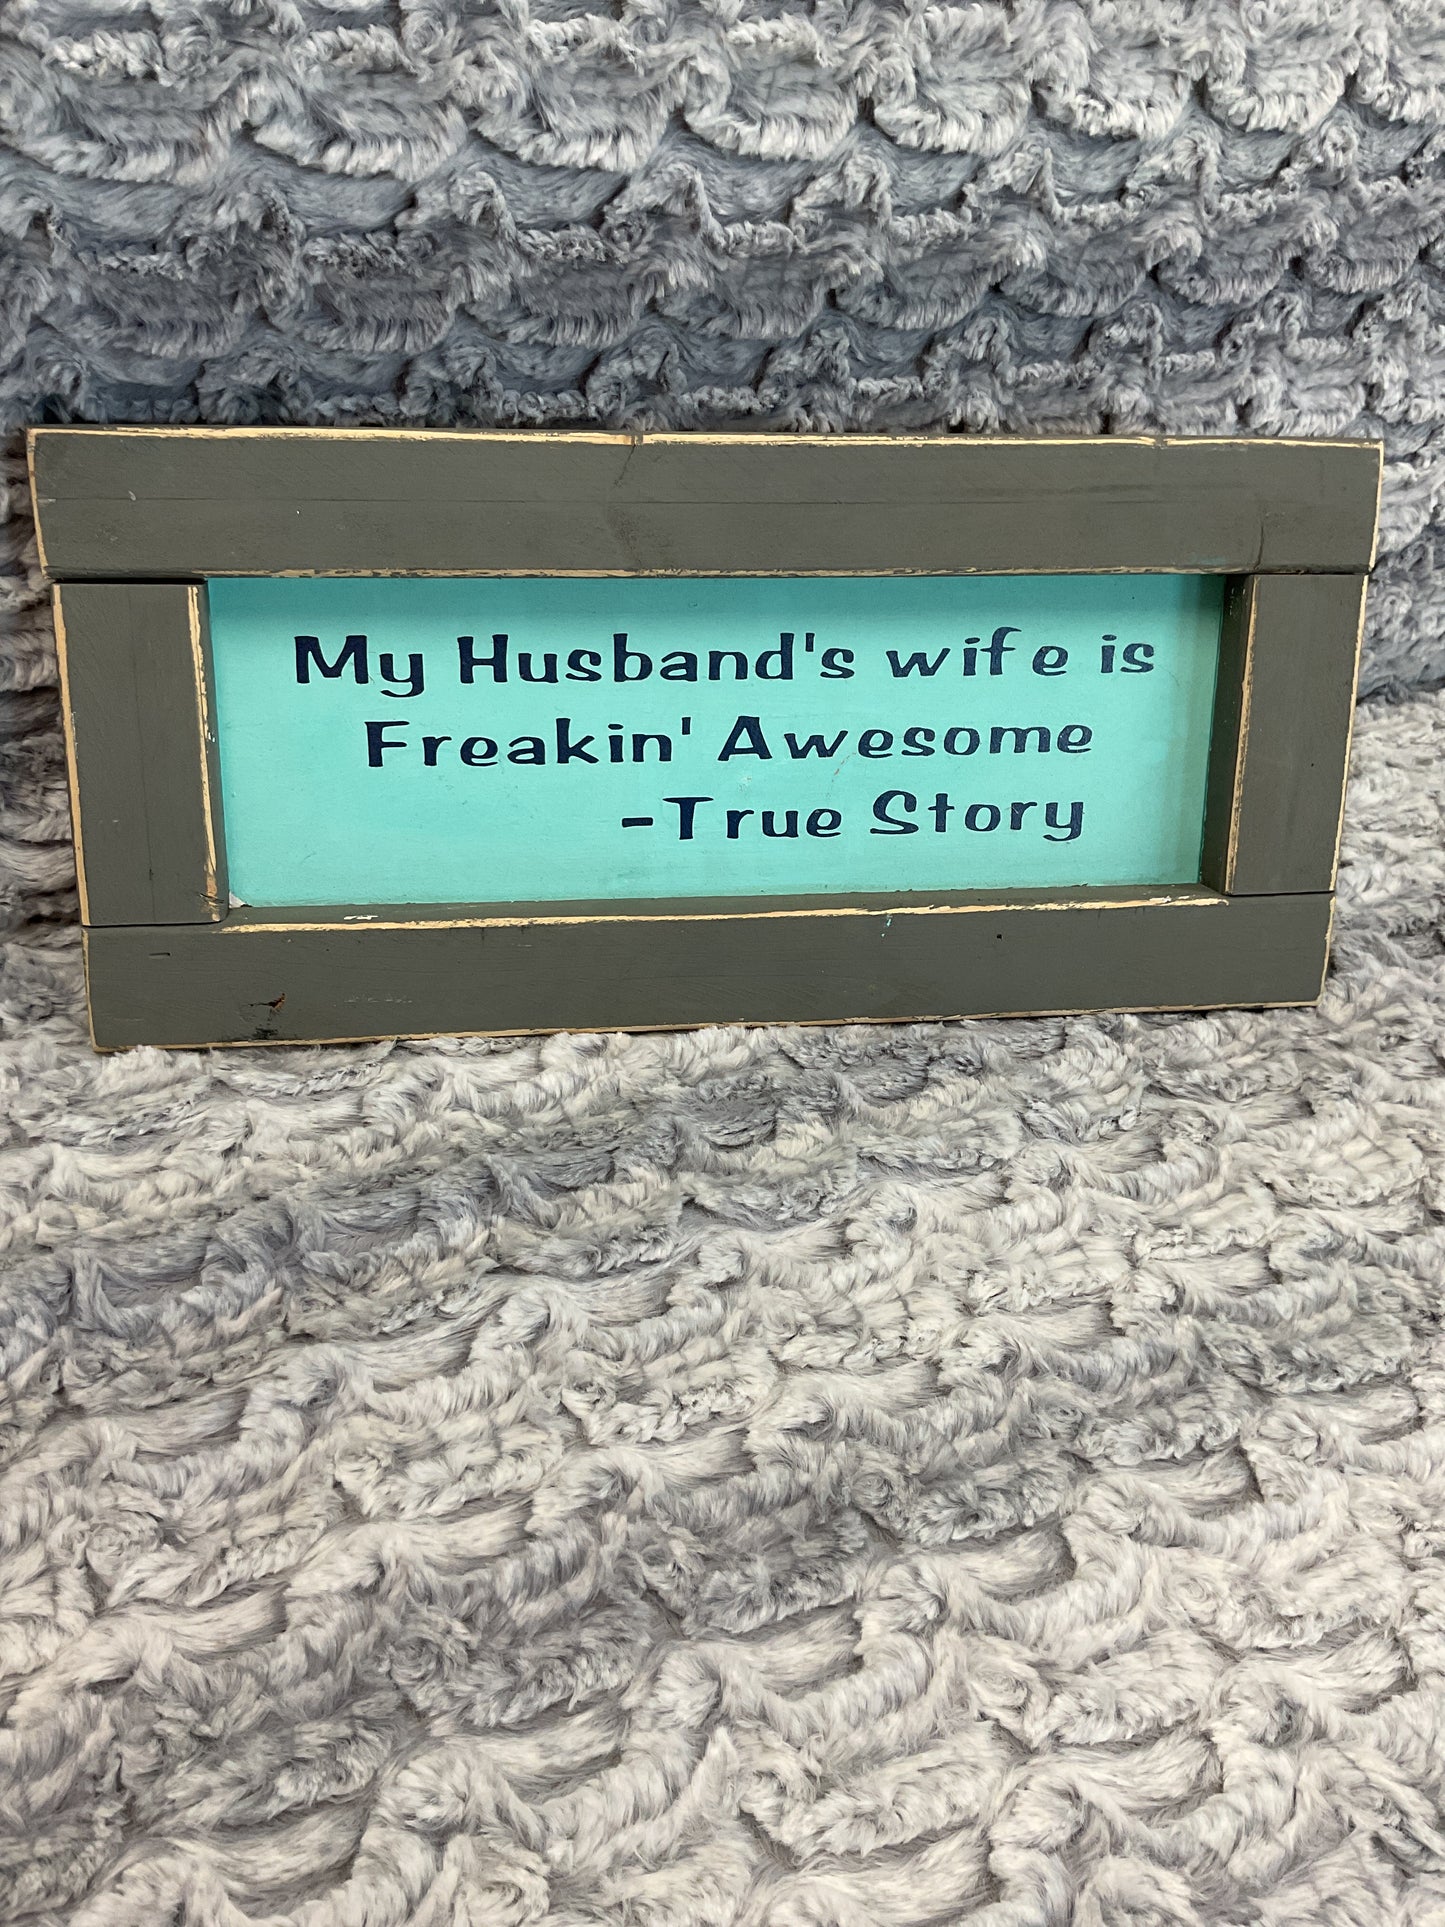 My Husband's wife is
Freakin' Awesome
-True Story